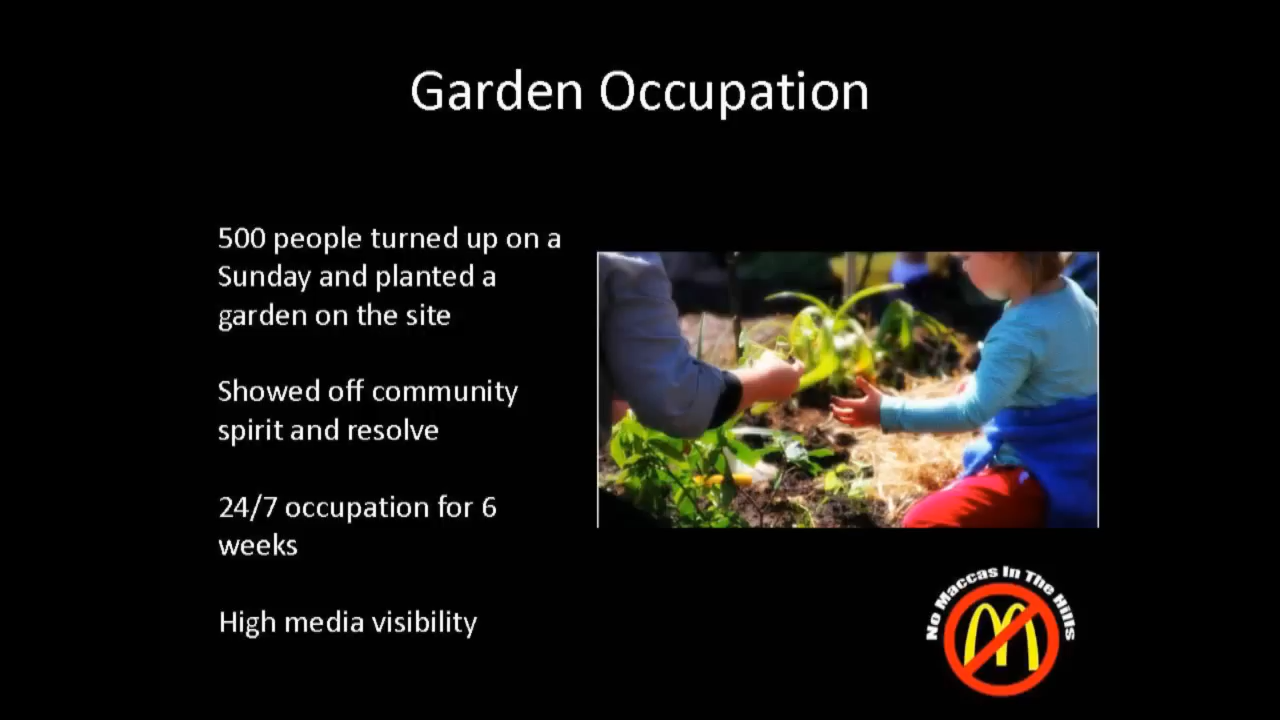 Garden Occupation
500 people turned up on a
Sunday and planted a
garden on the site
Showed off community
spirit and resolve
24/7 occupation for 6
weeks
High media visibility
No Maccas In The Hills